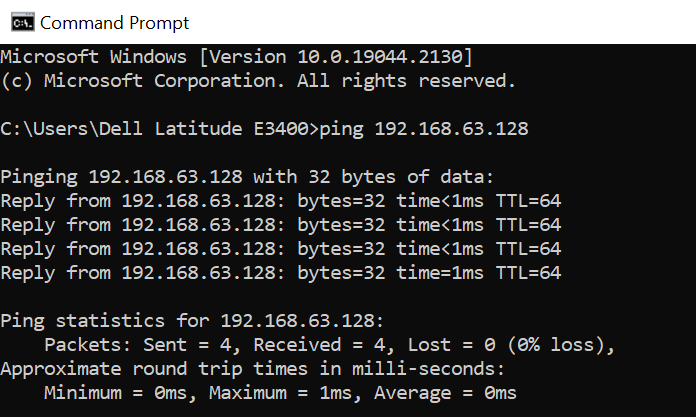 Command Prompt
Microsoft Windows [Version 10.0.19044.2130]
(c) Microsoft Corporation. All rights reserved.
C:\Users\Dell Latitude E3400>ping 192.168.63.128
Pinging 192.168.63.128 with 32 bytes of data:
Reply from 192.168.63.128: bytes=32 time<1ms TTL=64
Reply from 192.168.63.128: bytes=32 time<1ms TTL=64
Reply from 192.168.63.128: bytes=32 time<1ms TTL=64
Reply from 192.168.63.128: bytes=32 time=1ms TTL=64
Ping statistics for 192.168.63.128:
    Packets: Sent = 4, Received = 4, Lost = 0 (0% loss),
Approximate round trip times in milli-seconds:
    Minimum = 0ms, Maximum = 1ms, Average = 0ms